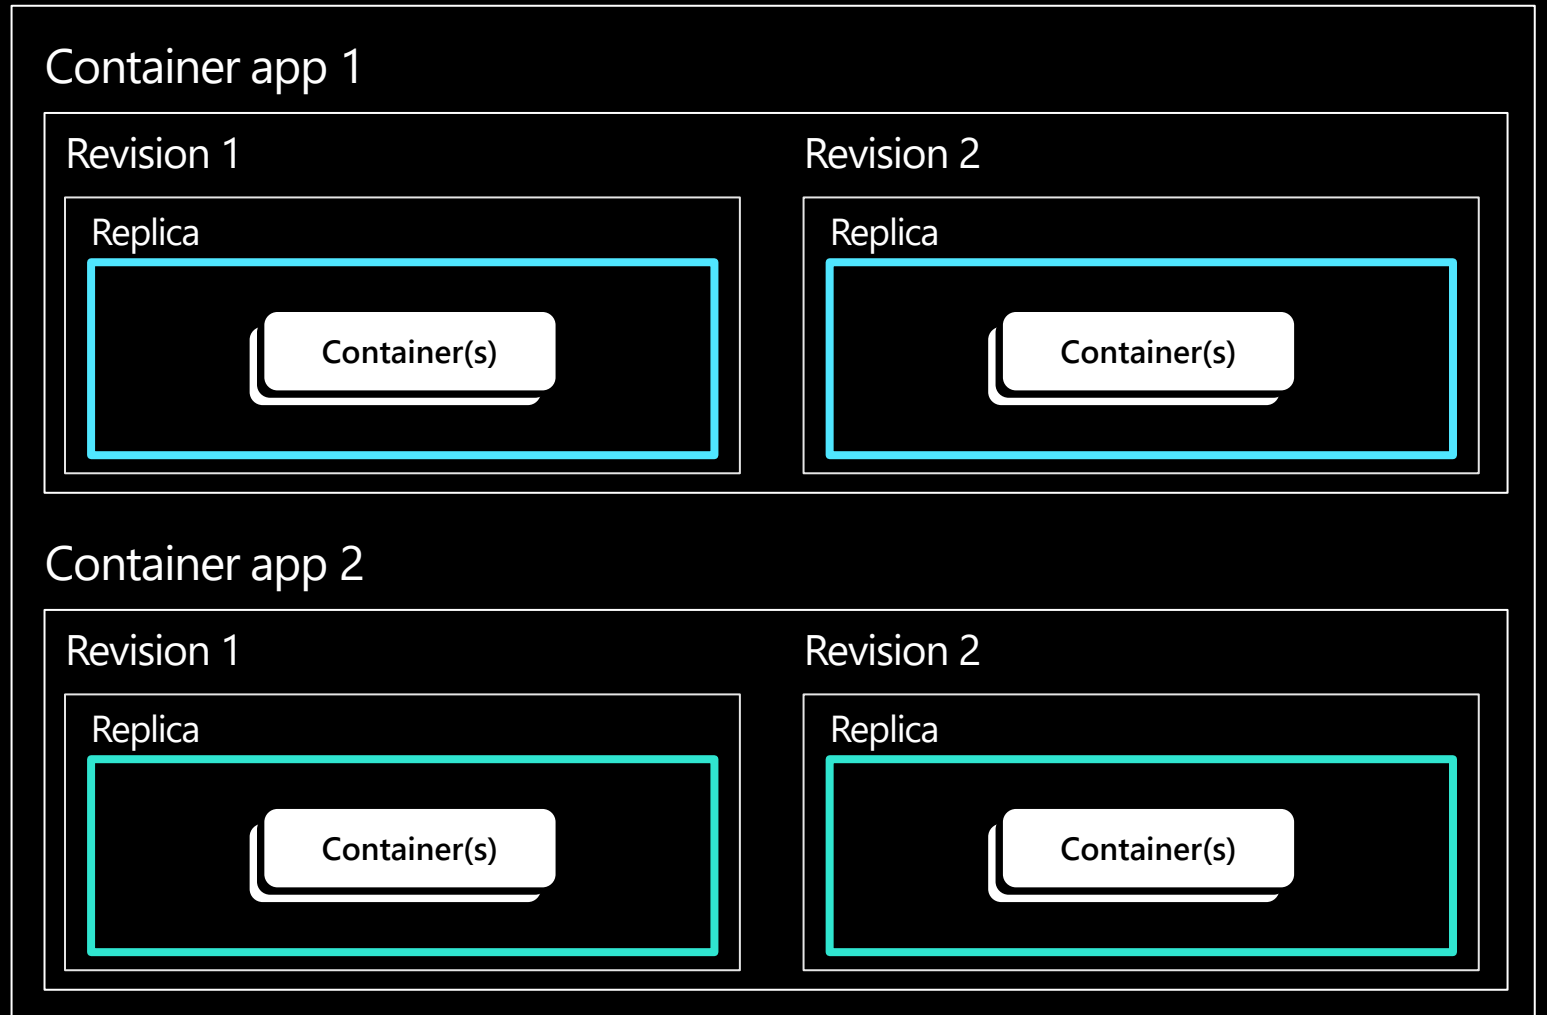 Container app 1
Revision 1
Replica
Container(s)
Revision 2
Replica
Container(s)
Container app 2
Revision 1
Replica
Container(s)
Revision 2
Replica
Container(s)